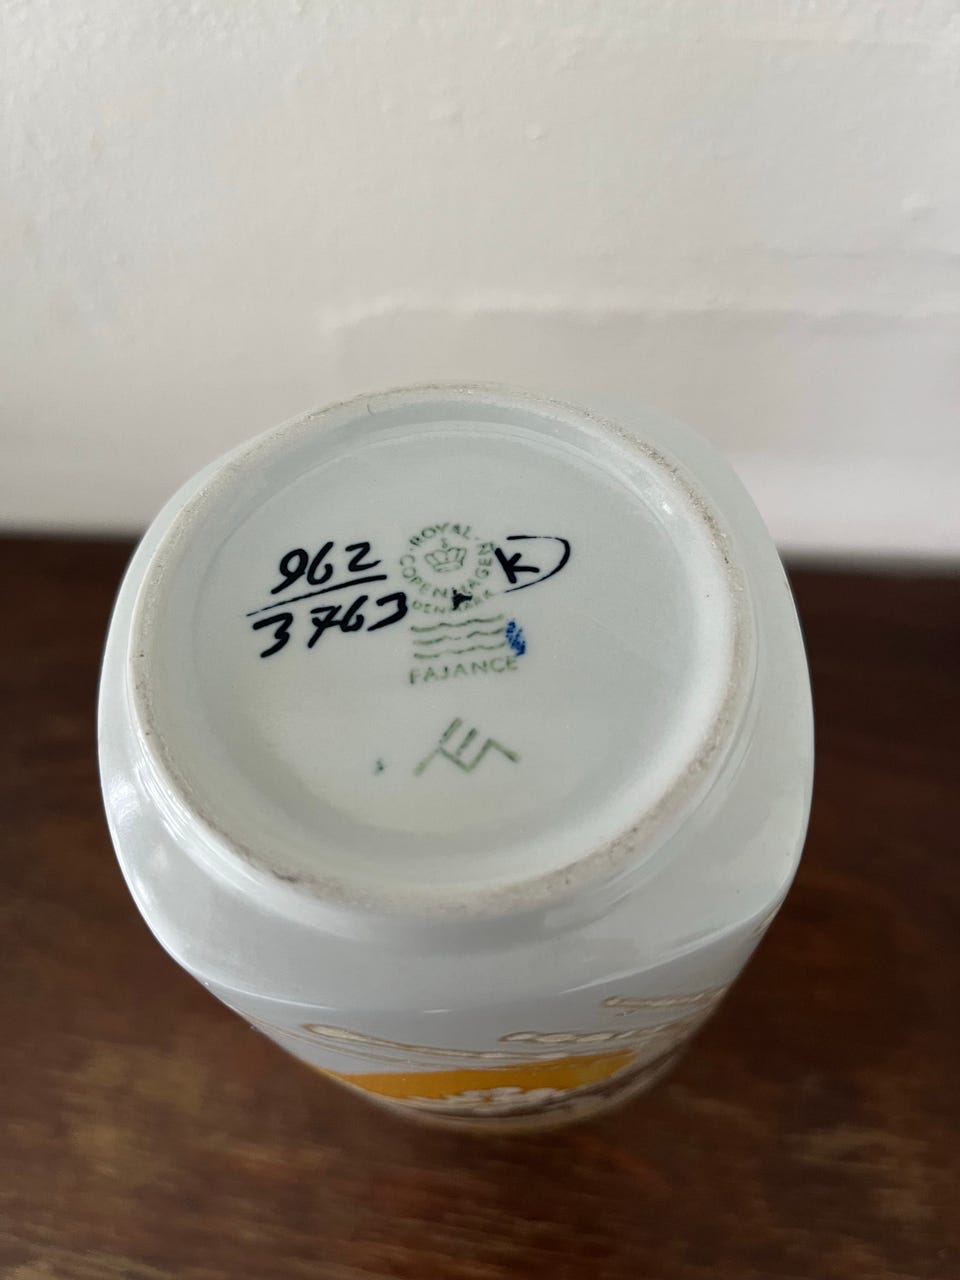 962
3763
ROYAL COPENHAGEN
DENMARK
FAJANCE
K